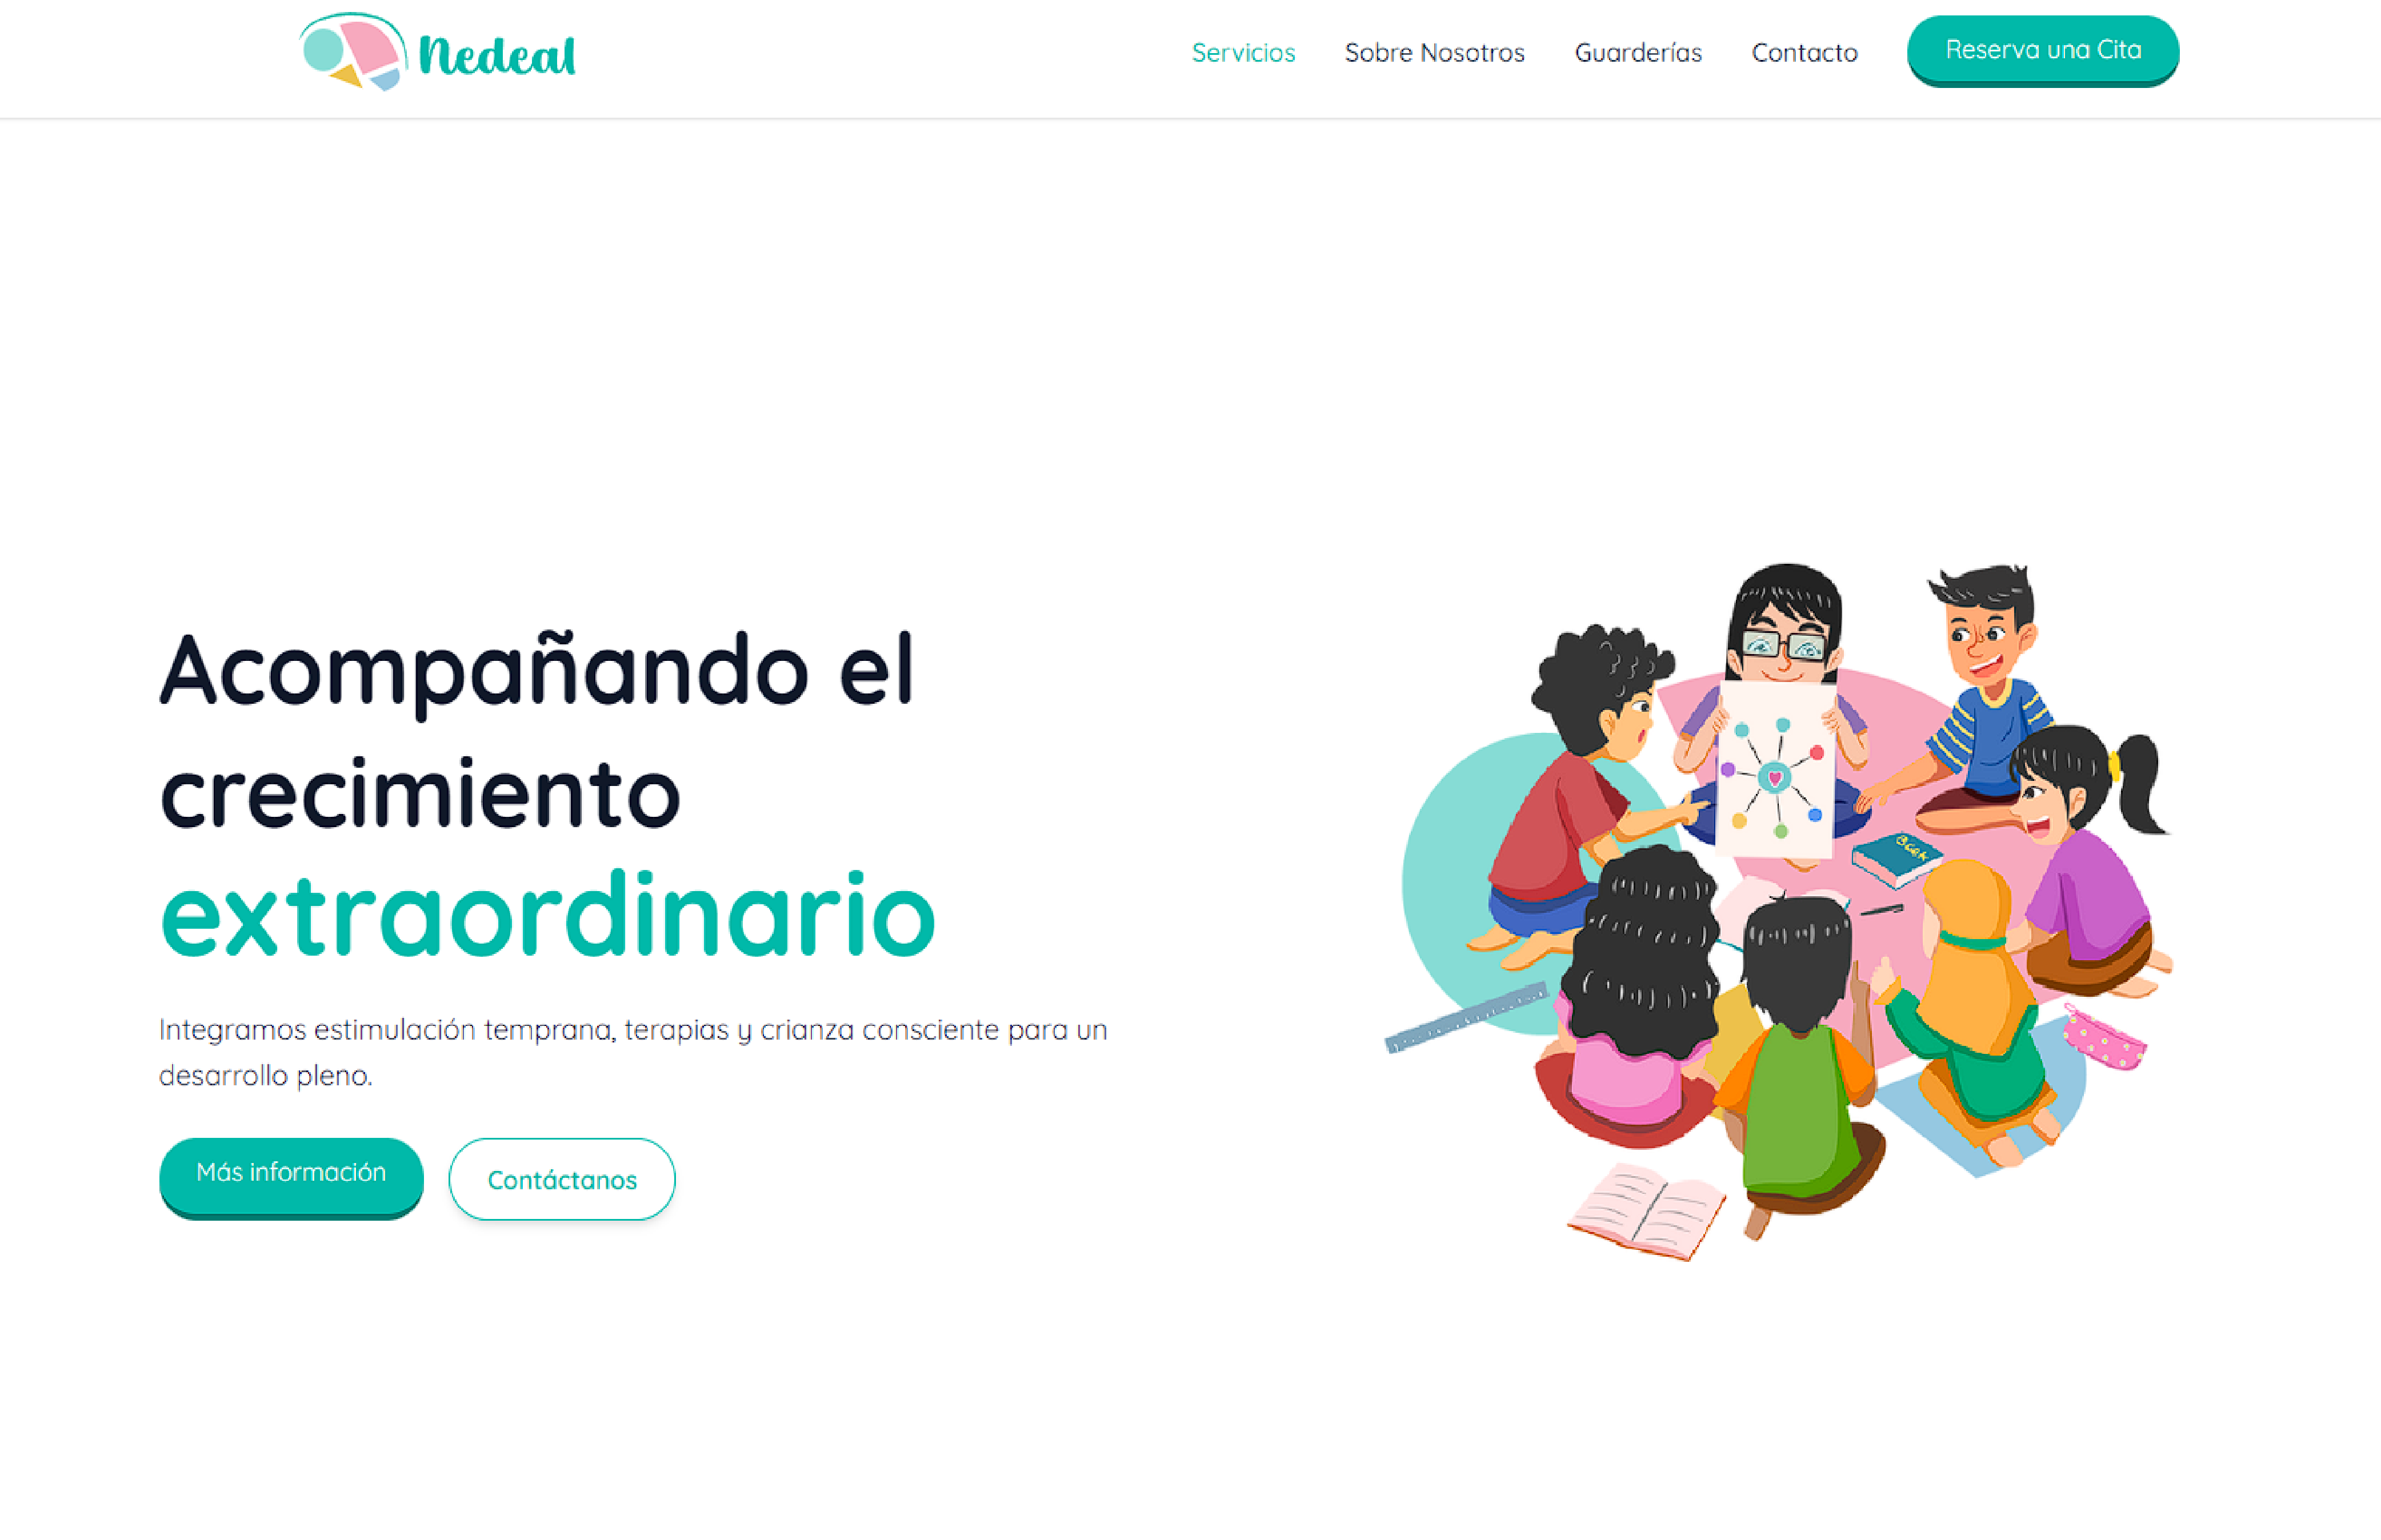 Nedeal
Servicios
Sobre Nosotros
Guarderías
Contacto
Reserva una Cita
Acompañando el
crecimiento
extraordinario
Integramos estimulación temprana, terapias y crianza consciente para un
desarrollo pleno.
Más información
Contáctanos
Book